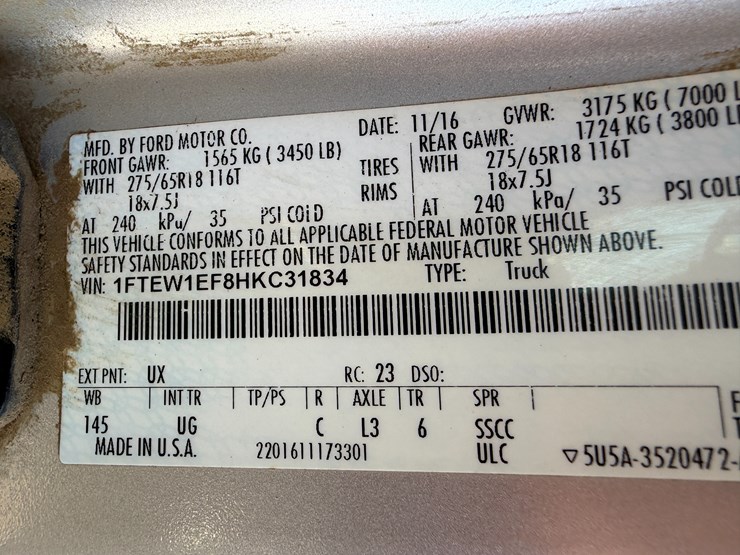 MFD. BY FORD MOTOR CO. DATE: 11/16 GVWR: 3175 KG ( 7000 L
FRONT GAWR: 1565 KG ( 3450 LB) REAR GAWR: 1724 KG ( 3800 L
WITH 275/65R18 116T TIRES WITH 275/65R18 116T
18x7.5J RIMS 18x7.5J
AT 240 kPa/ 35 PSI COLD AT 240 kPa/ 35 PSI COL
THIS VEHICLE CONFORMS TO ALL APPLICABLE FEDERAL MOTOR VEHICLE
SAFETY STANDARDS IN EFFECT ON THE DATE OF MANUFACTURE SHOWN ABOVE.
VIN: 1FTEW1EF8HKC31834 TYPE: Truck
EXT PNT: UX RC: 23 DSO:
WB INT TR TP/PS R AXLE TR SPR F
145 UG C L3 6 SSCC
MADE IN U.S.A. 2201611173301 ULC ▽5U5A-3520472-